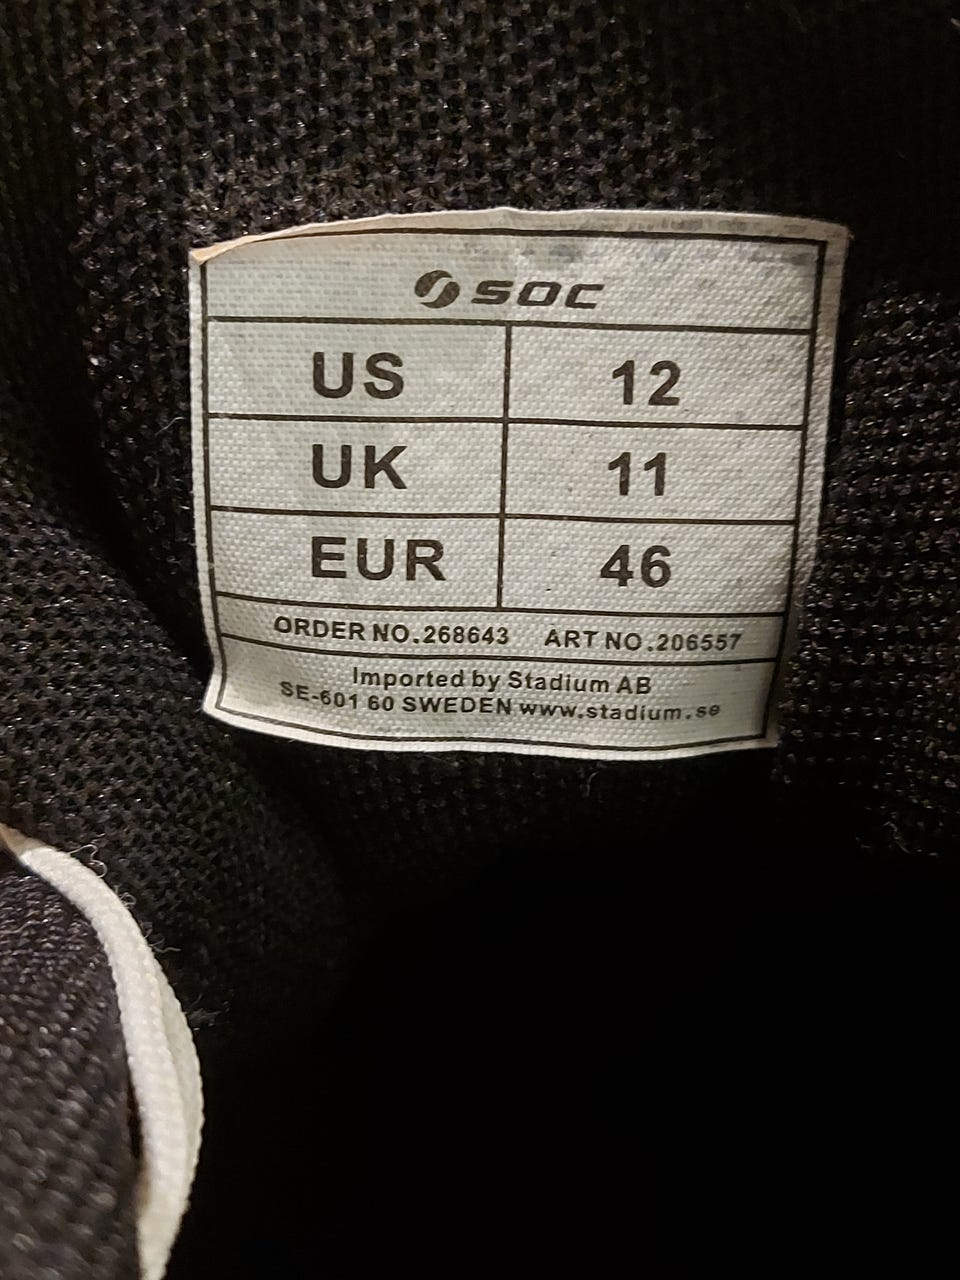 SOC
US 12
UK 11
EUR 46
ORDER NO.268643 ART NO.206557
Imported by Stadium AB
SE-601 60 SWEDEN www.stadium.se